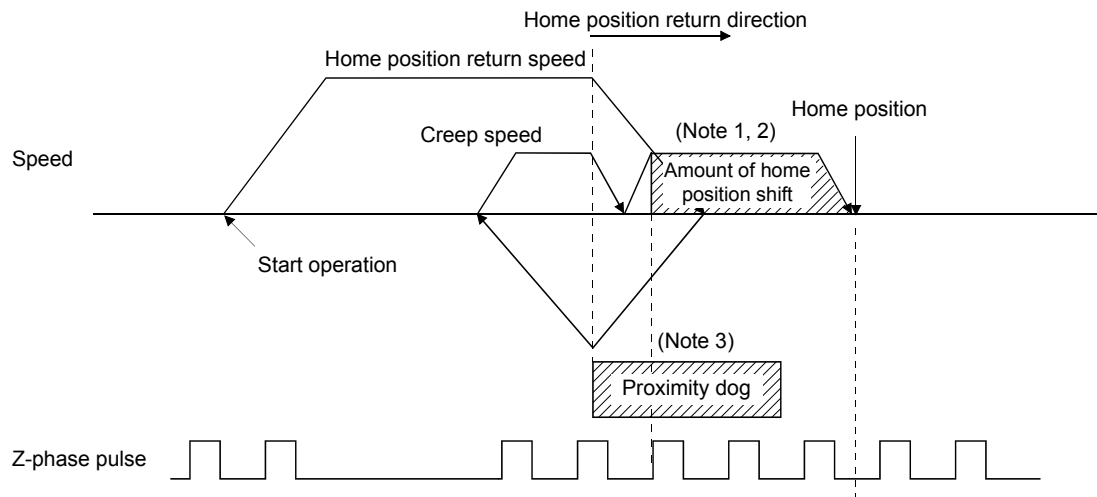 Home position return direction
Home position return speed
Home position
(Note 1, 2)
Creep speed
Speed
Amount of home
position shift
Start operation
(Note 3)
Proximity dog
Z-phase pulse